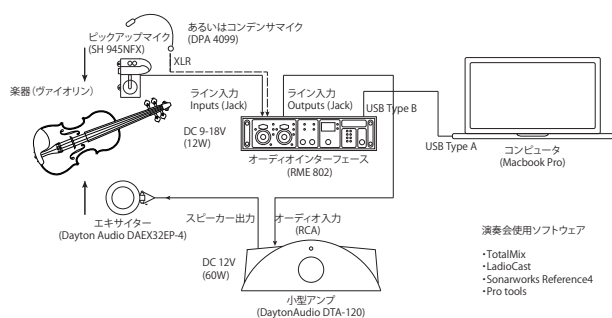 ピックアップマイク
(SH 945NFX)
あるいはコンデンサマイク
(DPA 4099)
XLR
楽器（ヴァイオリン）
ライン入力
Inputs (Jack)
ライン入力
Outputs (Jack)
USB Type B
DC 9-18V
(12W)
オーディオインターフェース
(RME 802)
USB Type A
コンピュータ
(Macbook Pro)
エキサイター
(Dayton Audio DAEX32EP-4)
スピーカー出力
オーディオ入力
(RCA)
DC 12V
(60W)
小型アンプ
(DaytonAudio DTA-120)
演奏会使用ソフトウェア
・TotalMix
・LadioCast
・Sonarworks Reference4
・Pro tools